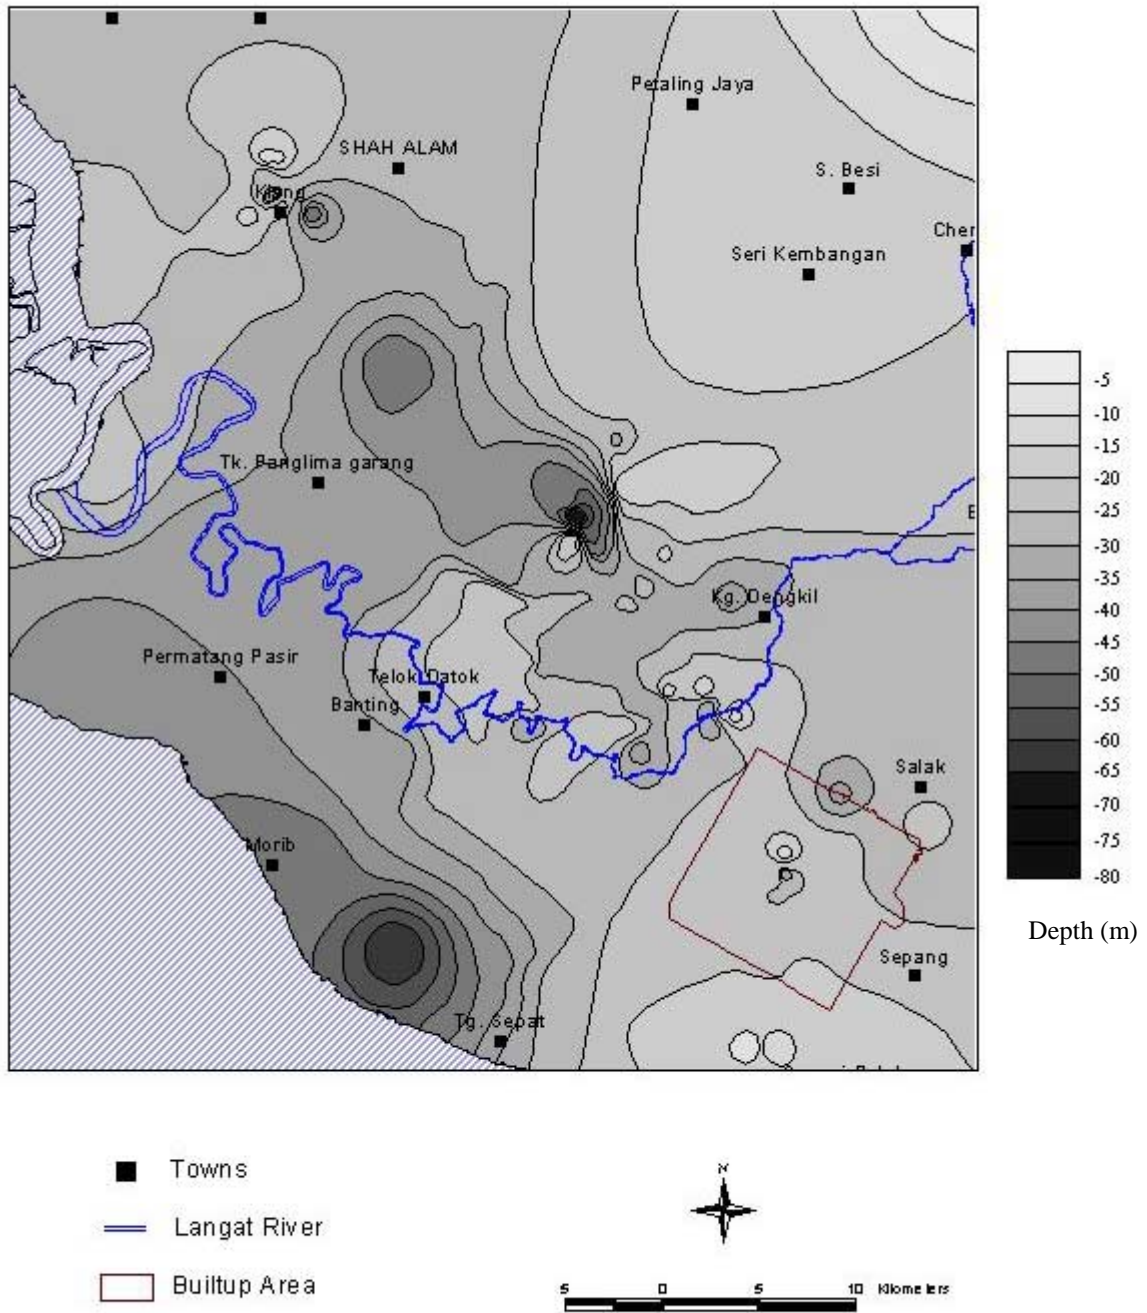 Petaling Jaya
SHAH ALAM
S. Besi
Klang
Cher
Seri Kembangan
-5
-10
-15
-20
-25
-30
-35
-40
-45
-50
-55
-60
-65
-70
-75
-80
Depth (m)
Tk. Panglima garang
E
Kg. Dengkil
Permatang Pasir
Telok Datok
Banting
Salak
Morib
Sepang
Tg. Sepat
Towns
Langat River
Builtup Area
N
5 0 5 10 Kilometers